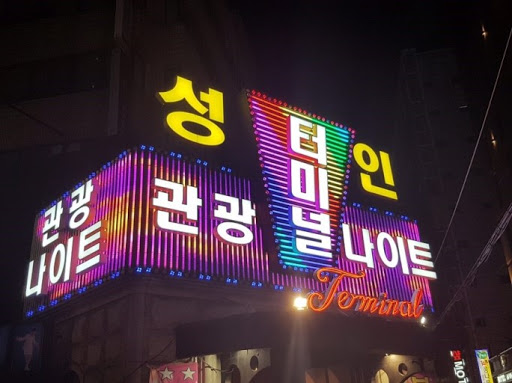 성인
터미널
관광
나이트
관광
나이트
Terminal